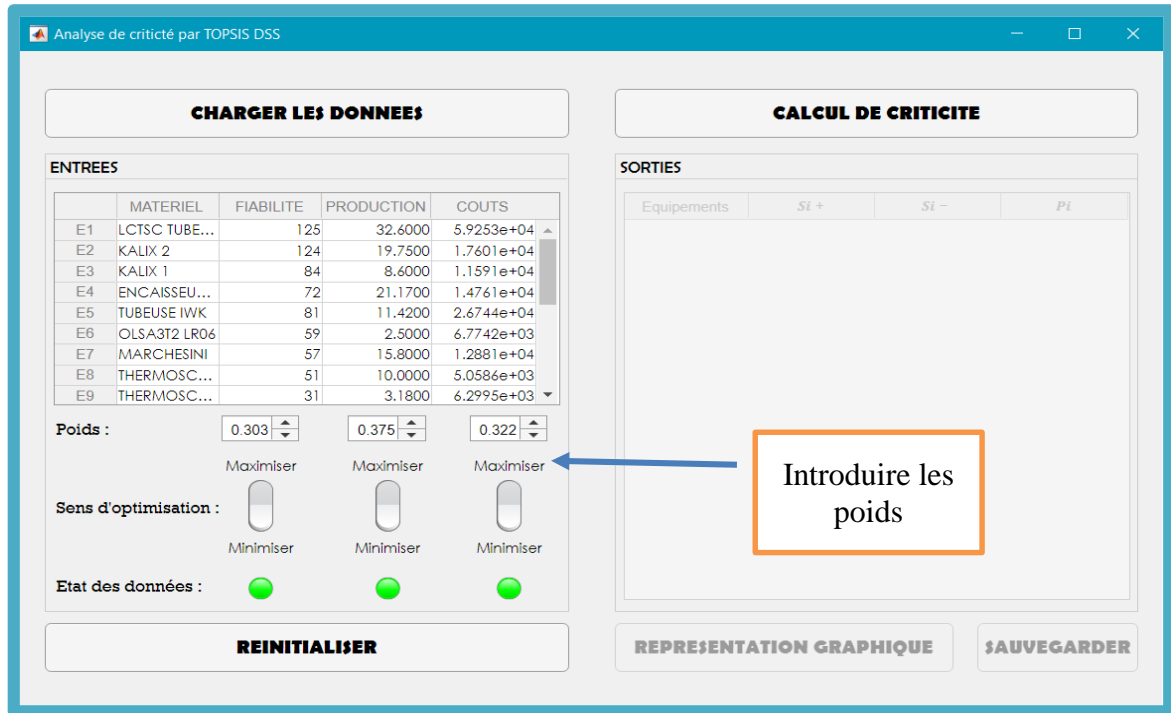 Analyse de criticté par TOPSIS DSS
CHARGER LES DONNEES
CALCUL DE CRITICITE
ENTREES
SORTIES
MATERIEL FIABILITE PRODUCTION COUTS
E1 LCTSC TUBE... 125 32.6000 5.9253e+04
E2 KALIX 2 124 19.7500 1.7601e+04
E3 KALIX 1 84 8.6000 1.1591e+04
E4 ENCAISSEU... 72 21.1700 1.4761e+04
E5 TUBEUSE IWK 81 11.4200 2.6744e+04
E6 OLSA3T2 LR06 59 2.5000 6.7742e+03
E7 MARCHESINI 57 15.8000 1.2881e+04
E8 THERMOSC... 51 10.0000 5.0586e+03
E9 THERMOSC... 31 3.1800 6.2995e+03
Equipements Si + Si − Pi
Poids : 0.303 0.375 0.322
Maximiser Maximiser Maximiser
Sens d'optimisation :
Minimiser Minimiser Minimiser
Etat des données :
Introduire les
poids
REINITIALISER
REPRESENTATION GRAPHIQUE
SAUVEGARDER